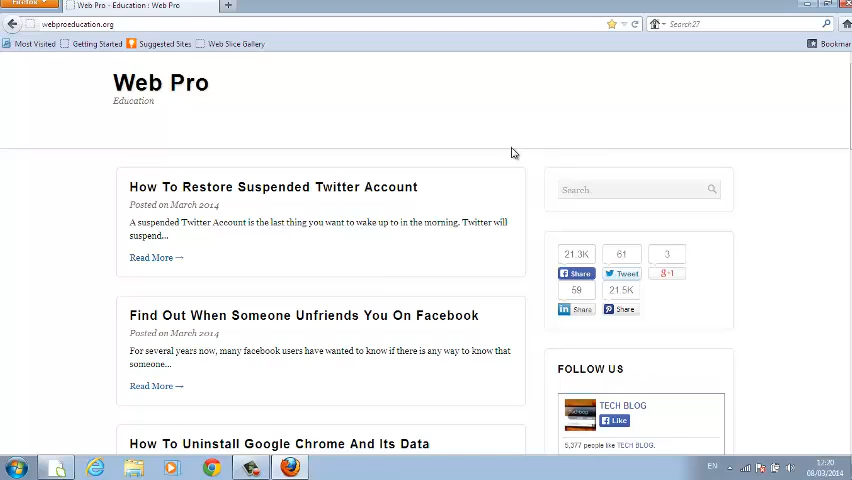 Firefox
Web Pro - Education : Web Pro
webproeducation.org
Search27
Most Visited Getting Started Suggested Sites Web Slice Gallery
Bookmar
Web Pro
Education
How To Restore Suspended Twitter Account
Posted on March 2014
A suspended Twitter Account is the last thing you want to wake up to in the morning. Twitter will
suspend...
Read More →
Find Out When Someone Unfriends You On Facebook
Posted on March 2014
For several years now, many facebook users have wanted to know if there is any way to know that
someone...
Read More →
How To Uninstall Google Chrome And Its Data
Search
21.3K 61 3
Share Tweet +1
59 21.5K
in Share Share
FOLLOW US
TECH BLOG
Like
5,377 people like TECH BLOG.
EN
12:20
08/03/2014